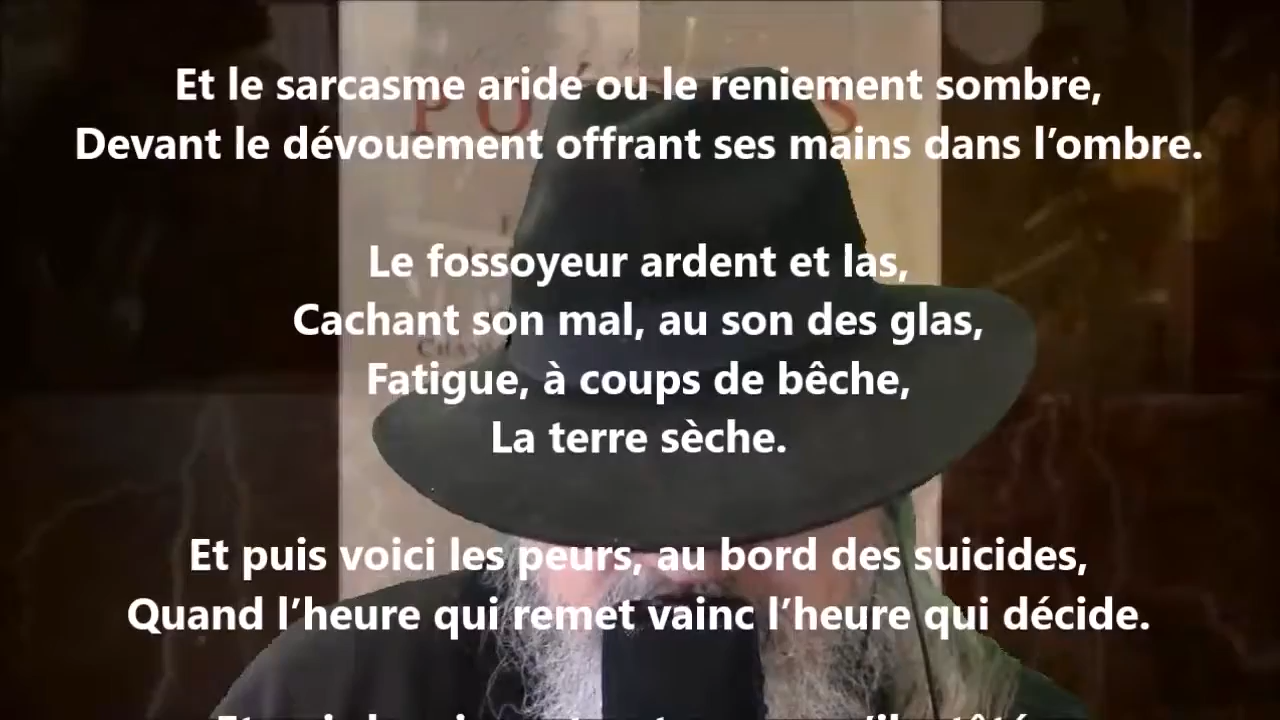 Et le sarcasme aride ou le reniement sombre,
Devant le dévouement offrant ses mains dans l’ombre.
Le fossoyeur ardent et las,
Cachant son mal, au son des glas,
Fatigue, à coups de bêche,
La terre sèche.
Et puis voici les peurs, au bord des suicides,
Quand l’heure qui remet vainc l’heure qui décide.